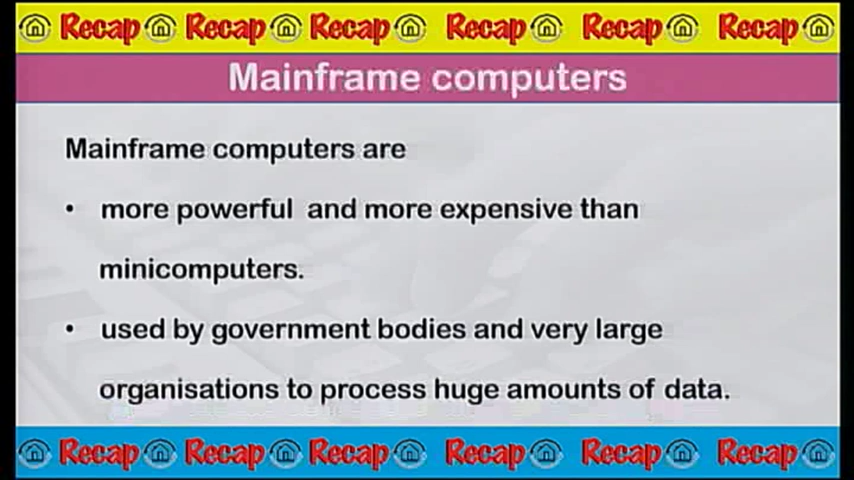 Recap Recap Recap Recap Recap Recap
Mainframe computers
Mainframe computers are
• more powerful and more expensive than
minicomputers.
• used by government bodies and very large
organisations to process huge amounts of data.
Recap Recap Recap Recap Recap Recap